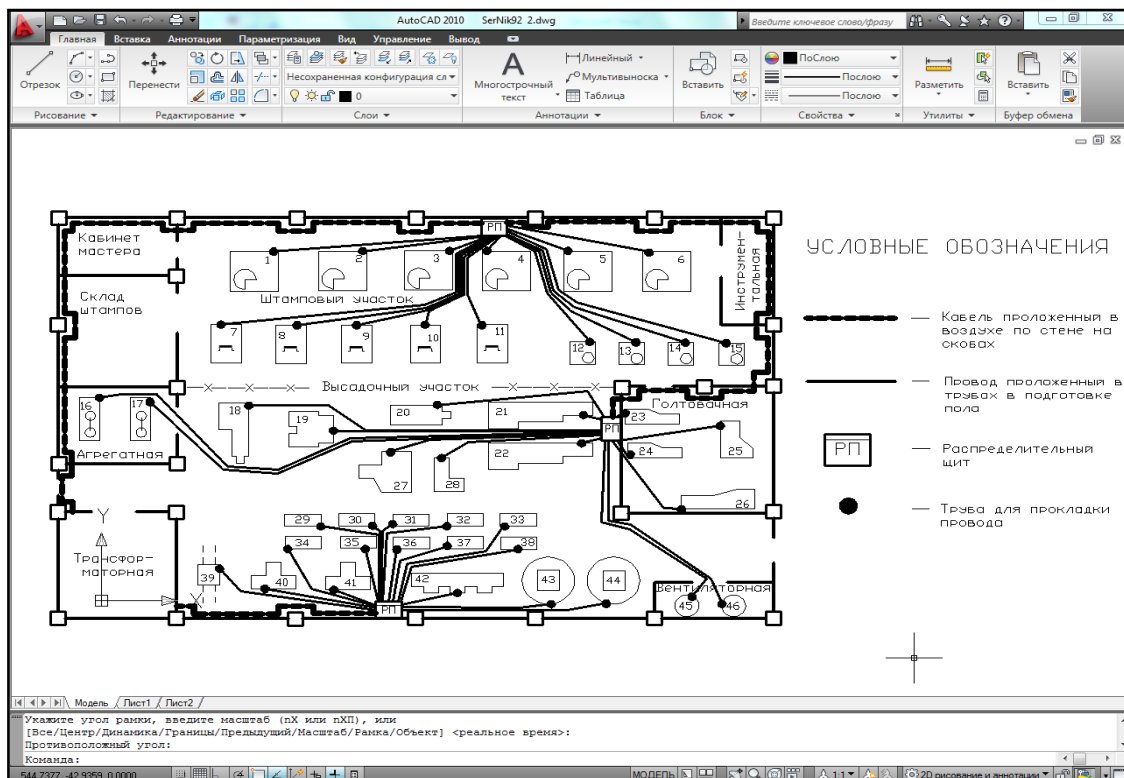 AutoCAD 2010 SerNik92 2.dwg
Введите ключевое слово/фразу
Главная Вставка Аннотации Параметризация Вид Управление Вывод
Отрезок
Перенести
Несохраненная конфигурация сл
0
Многострочный
текст
Линейный
Мультивыноска
Таблица
Вставить
ПоСлою
Послою
Послою
Разметить
Вставить
Рисование Редактирование Слои Аннотации Блок Свойства Утилиты Буфер обмена
РП
Кабинет
мастера
1 2 3 4 5 6
Инструмен-
тальная
Склад
штампов
Штамповый участок
7 8 9 10 11 12 13 14 15
Высадочный участок
16 17 18 19 20 21
Голтовачная
22 23 24 25 26
РП
Агрегатная
27 28
29 30 31 32 33
34 35 36 37 38
Y
Трансфор-
маторная
X
39 40 41 42 43 44
РП
Вентиляторная
45 46
УСЛОВНЫЕ ОБОЗНАЧЕНИЯ
— Кабель проложенный в
воздухе по стене на
скобах
— Провод проложенный в
трубах в подготовке
пола
РП — Распределительный
щит
— Труба для прокладки
провода
Модель Лист1 Лист2
Укажите угол рамки, введите масштаб (nX или nXП), или
[Все/Центр/Динамика/Границы/Предыдущий/Масштаб/Рамка/Объект] <реальное время>:
Противоположный угол:
Команда:
544.7377, -42.9359, 0.0000 МОДЕЛЬ 1:1 2D рисование и аннотации